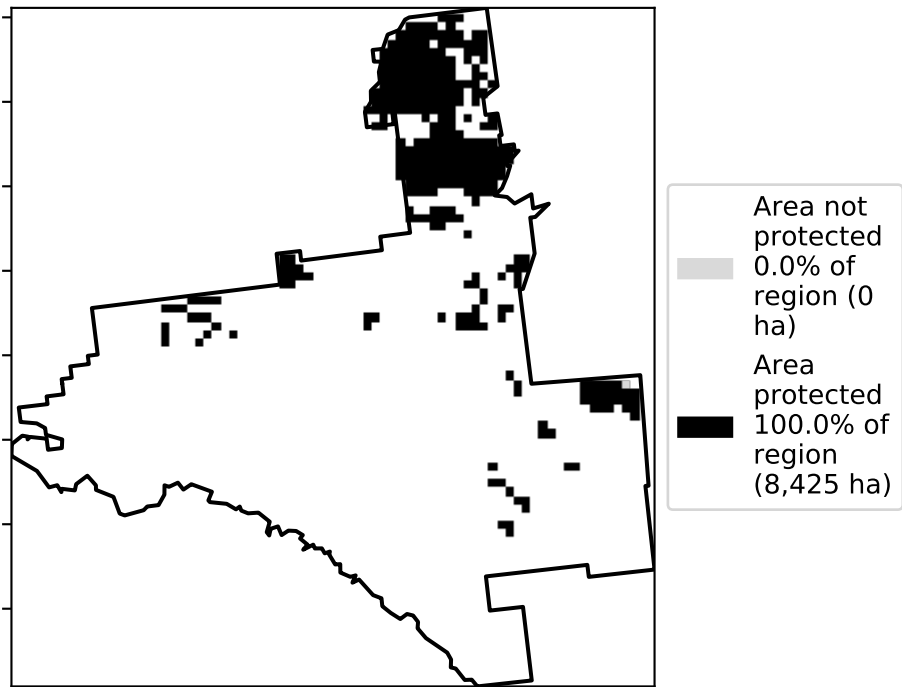 Area not
protected
0.0% of
region (0
ha)
Area
protected
100.0% of
region
(8,425 ha)